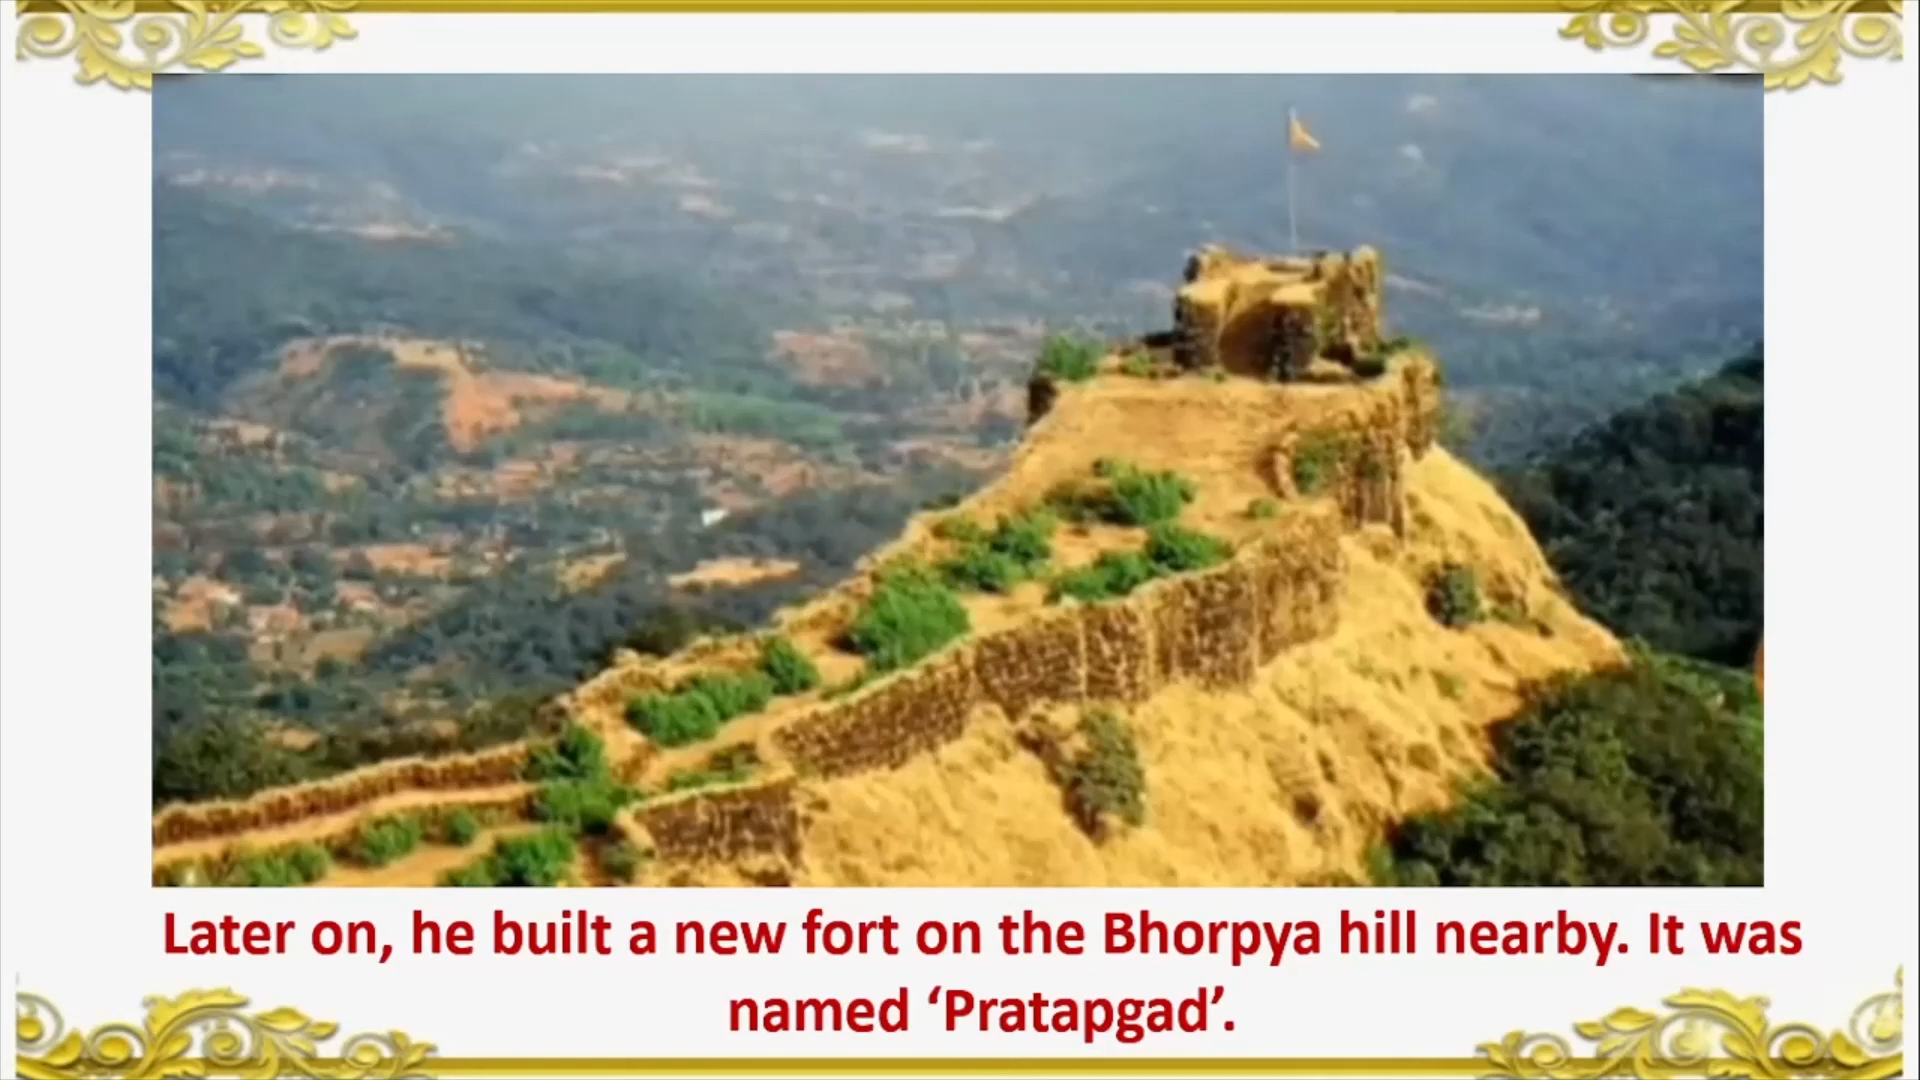 Later on, he built a new fort on the Bhorpya hill nearby. It was
named ‘Pratapgad’.